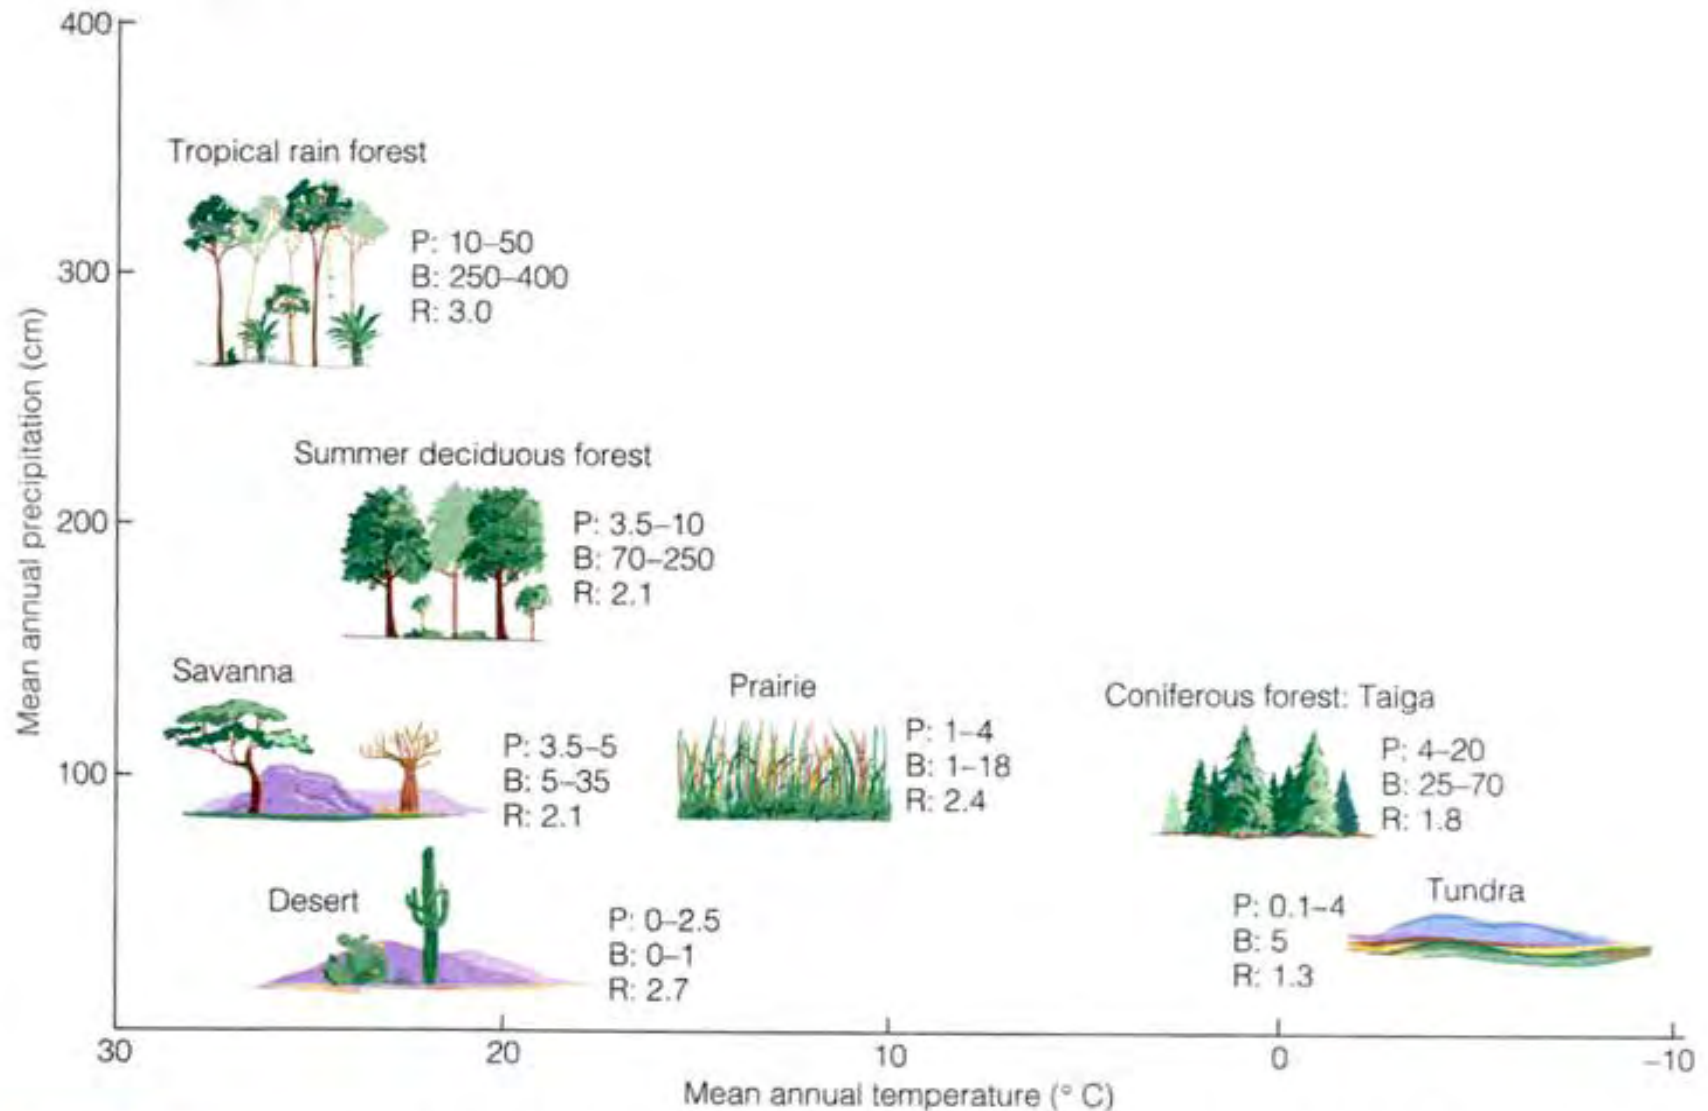 400
Tropical rain forest
P: 10–50
B: 250–400
R: 3.0
300
Mean annual precipitation (cm)
Summer deciduous forest
P: 3.5–10
B: 70–250
R: 2.1
200
Savanna
P: 3.5–5
B: 5–35
R: 2.1
Prairie
P: 1–4
B: 1–18
R: 2.4
Coniferous forest: Taiga
P: 4–20
B: 25–70
R: 1.8
100
Desert
P: 0–2.5
B: 0–1
R: 2.7
Tundra
P: 0.1–4
B: 5
R: 1.3
30
20
10
0
–10
Mean annual temperature (° C)